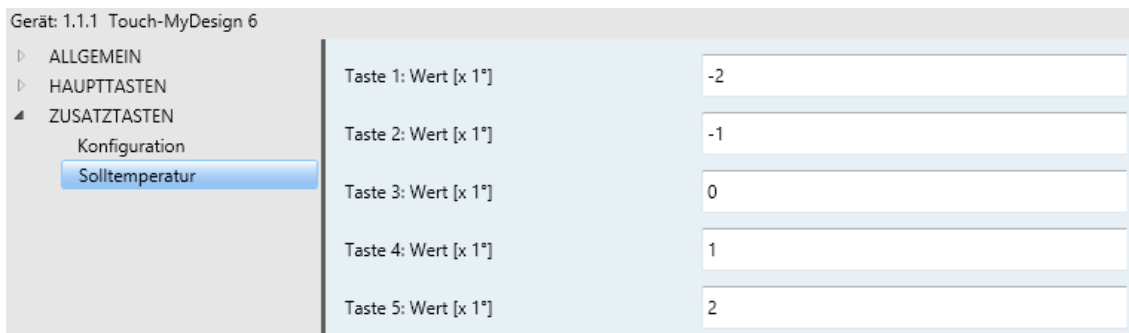 Gerät: 1.1.1 Touch-MyDesign 6
ALLGEMEIN
HAUPTTASTEN
ZUSATZTASTEN
Konfiguration
Solltemperatur
Taste 1: Wert [x 1°] -2
Taste 2: Wert [x 1°] -1
Taste 3: Wert [x 1°] 0
Taste 4: Wert [x 1°] 1
Taste 5: Wert [x 1°] 2